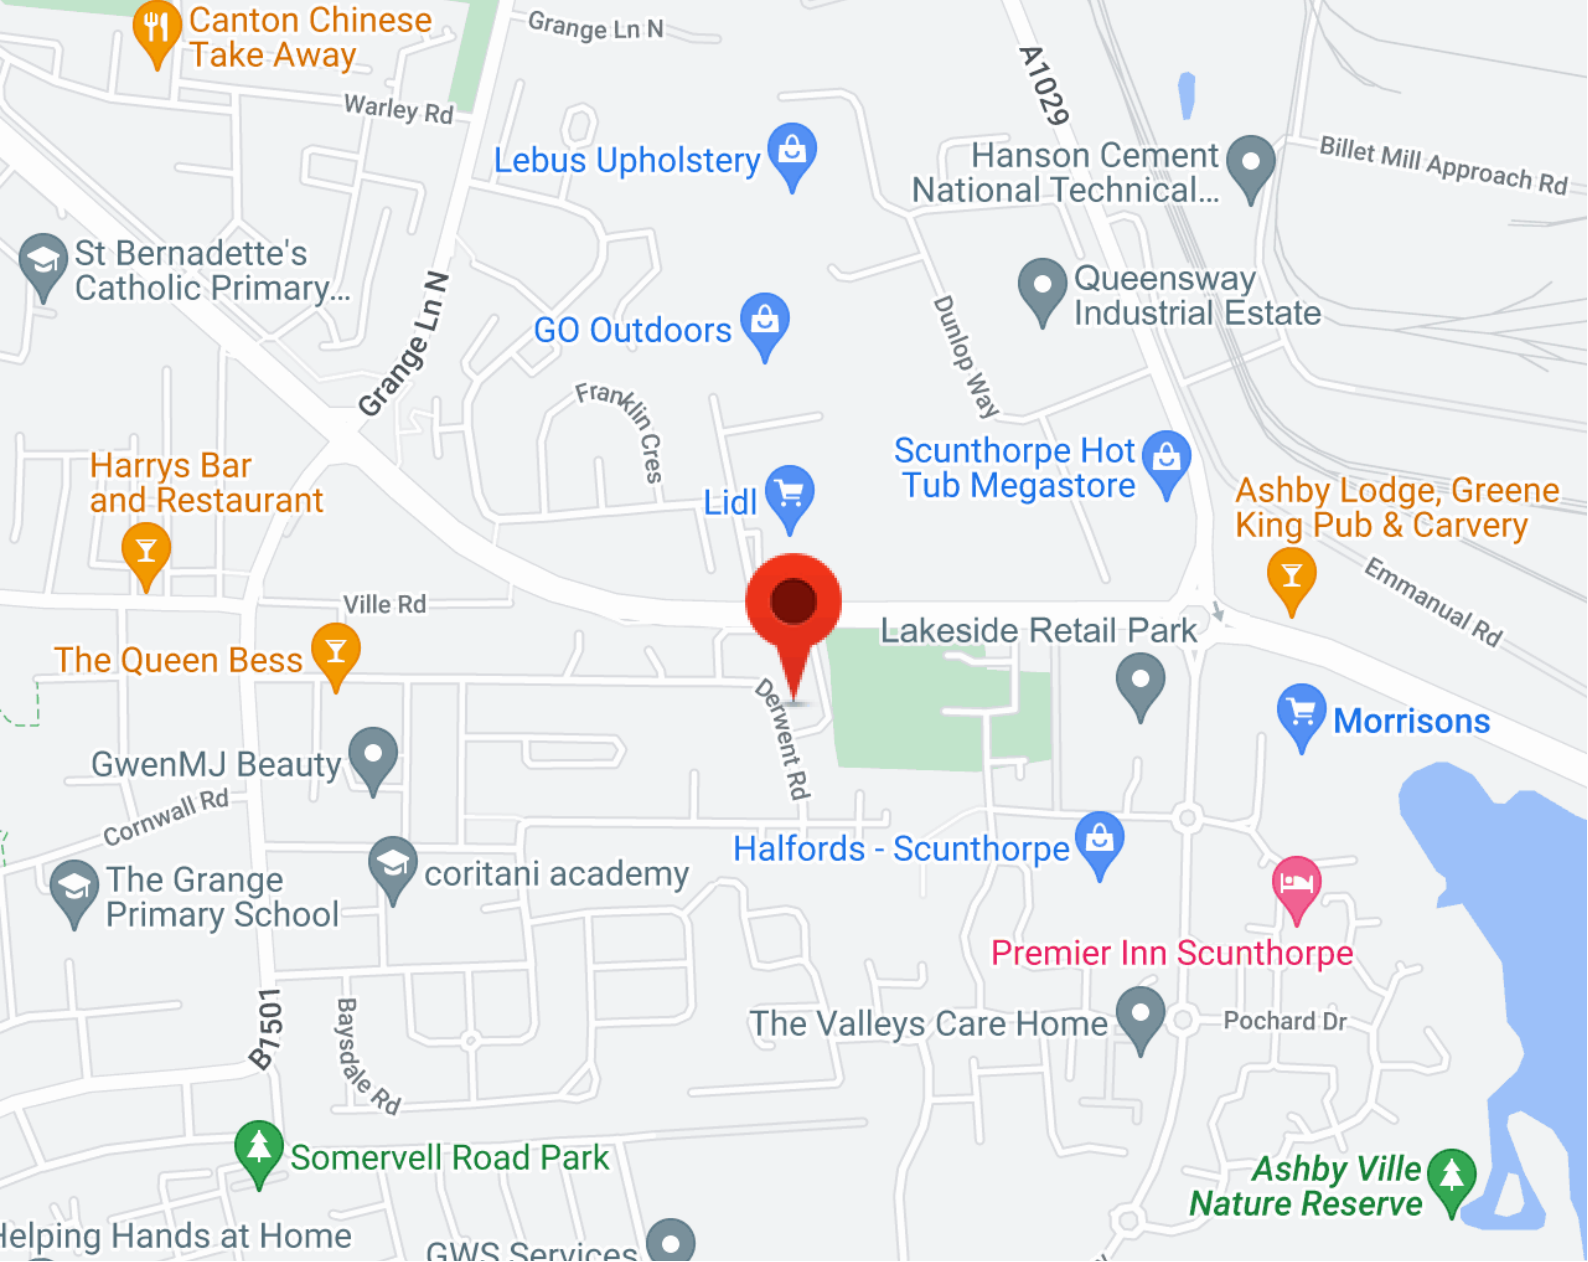 Canton Chinese
Take Away
Grange Ln N
A1029
Warley Rd
Lebus Upholstery
Hanson Cement
National Technical...
Billet Mill Approach Rd
St Bernadette's
Catholic Primary...
Grange Ln N
Queensway
Industrial Estate
GO Outdoors
Dunlop Way
Franklin Cres
Harrys Bar
and Restaurant
Lidl
Scunthorpe Hot
Tub Megastore
Ashby Lodge, Greene
King Pub & Carvery
Emmanual Rd
Ville Rd
Lakeside Retail Park
The Queen Bess
Derwent Rd
Morrisons
GwenMJ Beauty
Cornwall Rd
Halfords - Scunthorpe
coritani academy
The Grange
Primary School
Premier Inn Scunthorpe
B1501
Baysdale Rd
The Valleys Care Home
Pochard Dr
Somervell Road Park
Ashby Ville
Nature Reserve
Helping Hands at Home
GWS Services